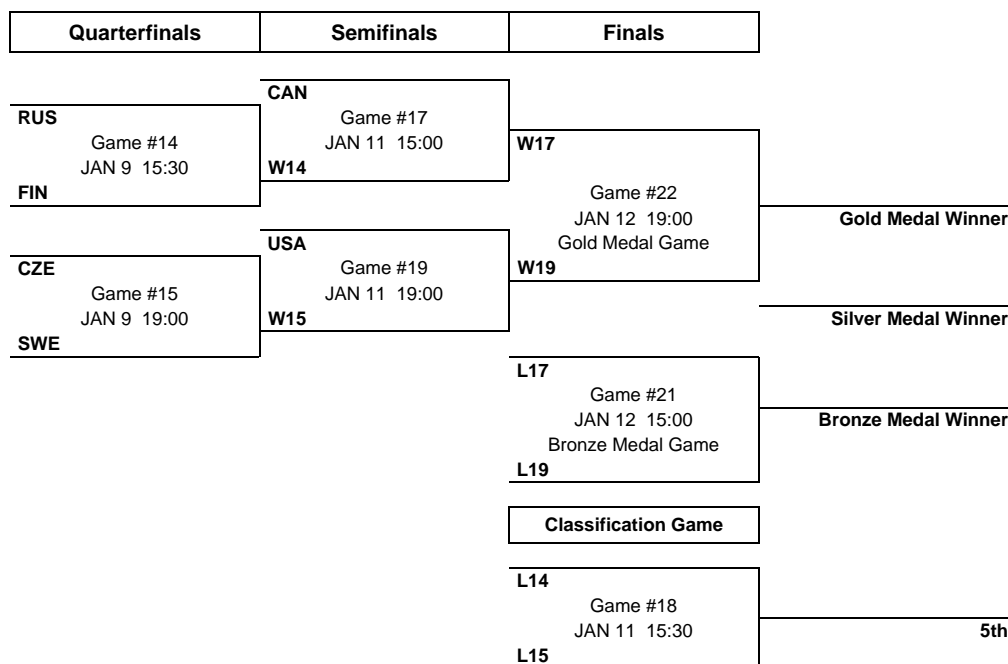 Quarterfinals
Semifinals
Finals
RUS
Game #14
JAN 9 15:30
FIN
CZE
Game #15
JAN 9 19:00
SWE
CAN
Game #17
JAN 11 15:00
W14
USA
Game #19
JAN 11 19:00
W15
W17
Game #22
JAN 12 19:00
Gold Medal Game
W19
Gold Medal Winner
Silver Medal Winner
L17
Game #21
JAN 12 15:00
Bronze Medal Game
L19
Bronze Medal Winner
Classification Game
L14
Game #18
JAN 11 15:30
L15
5th